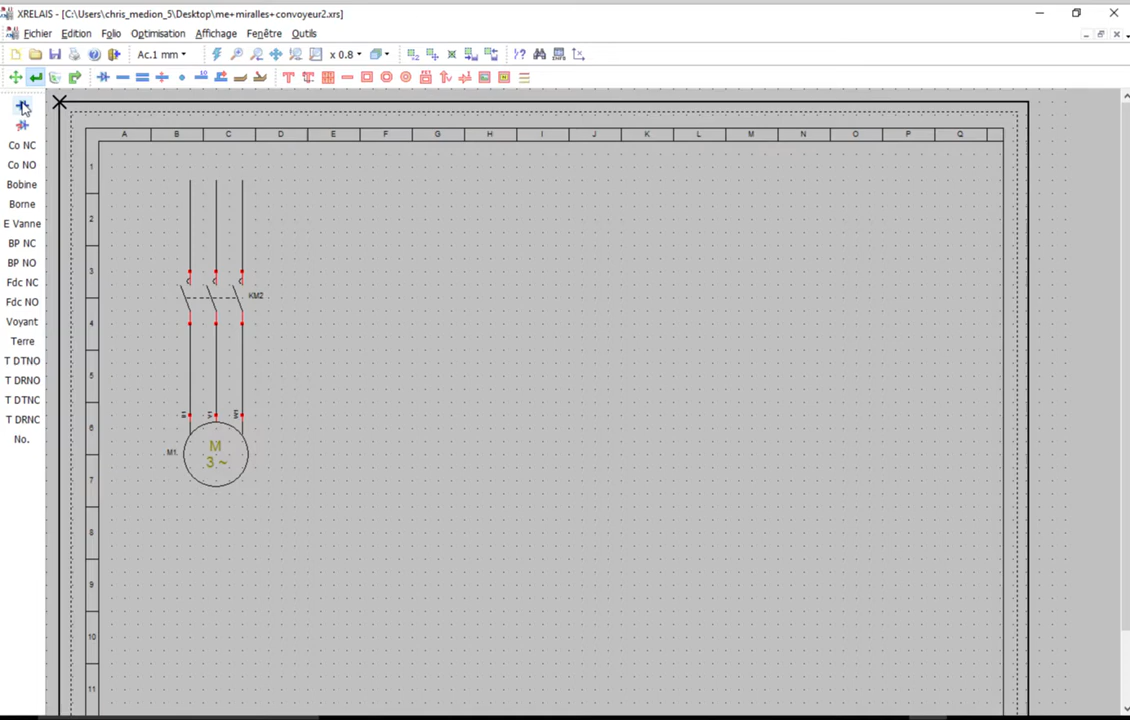 XRELAIS - [C:\Users\chris_medion_5\Desktop\me+miralles+convoyeur2.xrs]
Fichier Edition Folio Optimisation Affichage Fenêtre Outils
Ac.1 mm x 0.8
A B C D E F G H I J K L M N O P Q
Co NC
Co NO
Bobine
Borne
E Vanne
BP NC
BP NO
Fdc NC
Fdc NO
Voyant
Terre
T DTNO
T DRNO
T DTNC
T DRNC
No.
1
2
3
KM2
4
5
V1
6
M1
M
3 ~
7
8
9
10
11